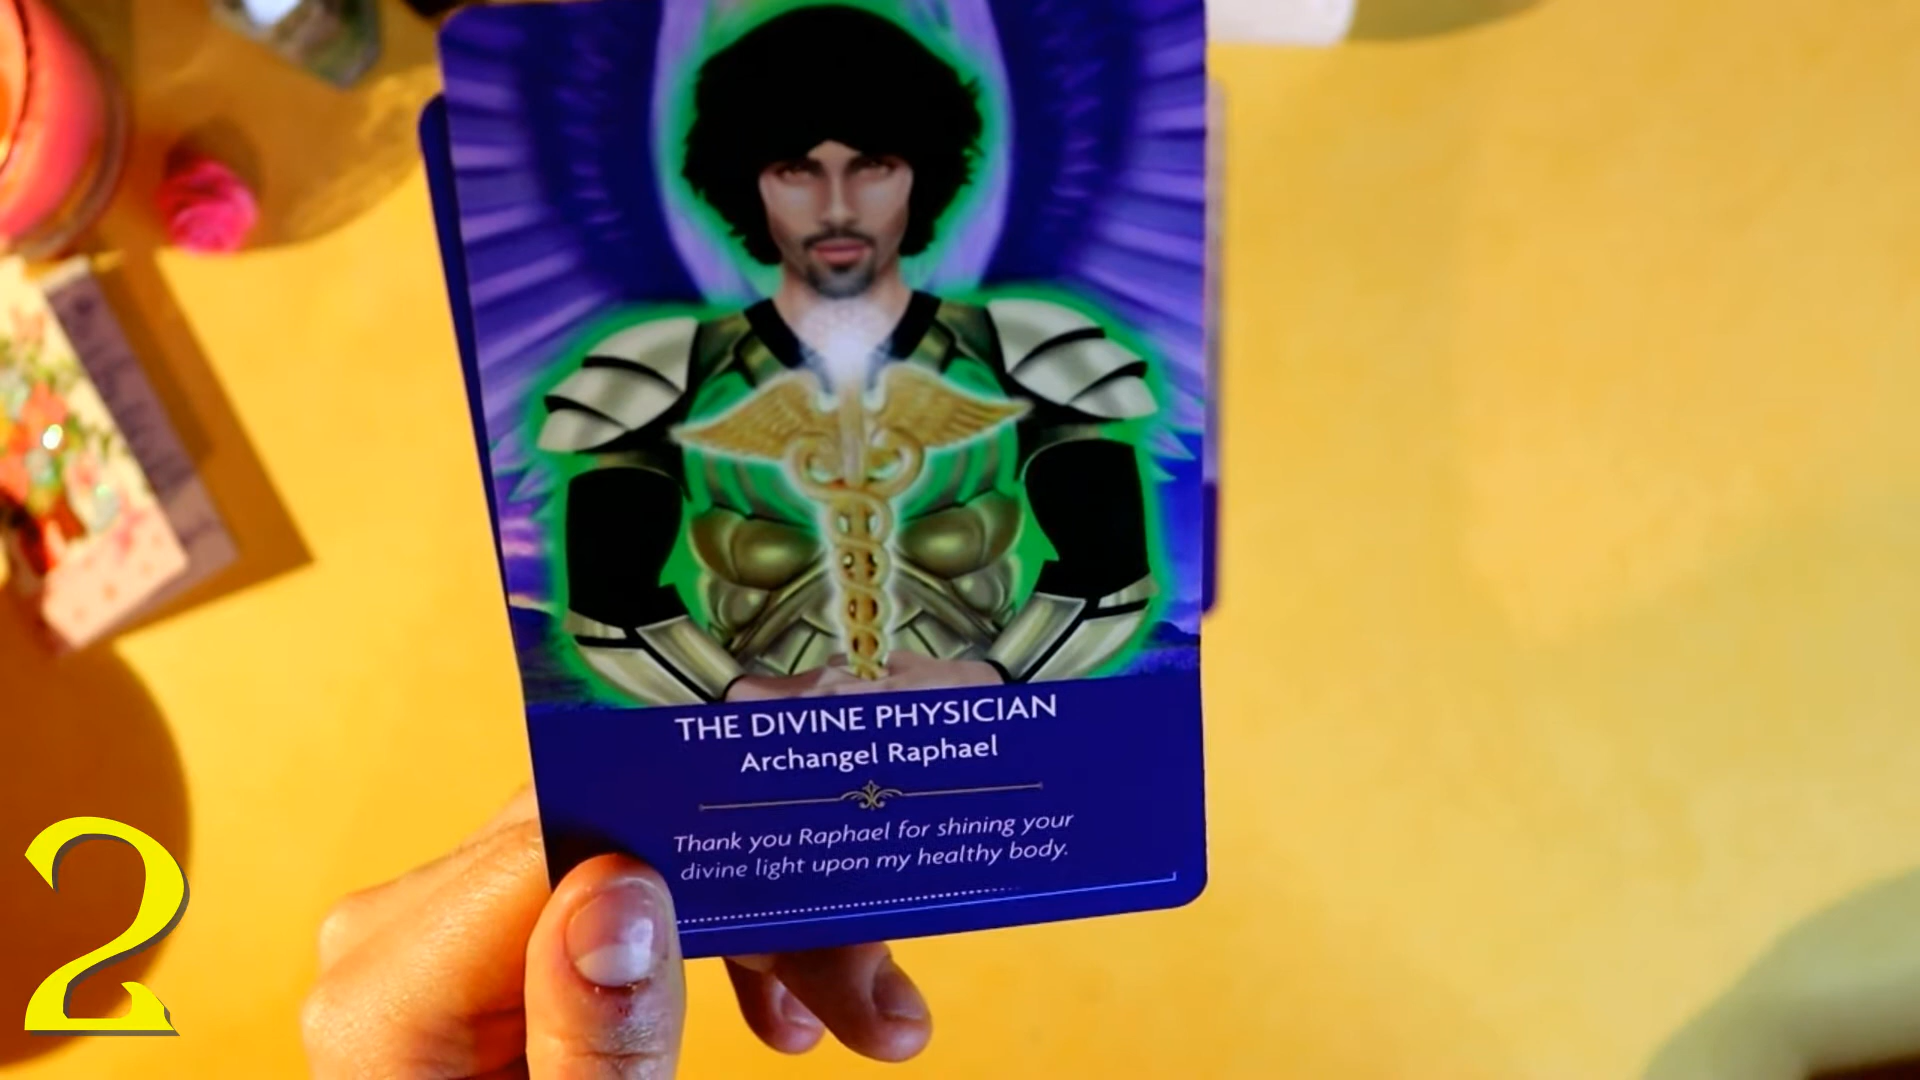 THE DIVINE PHYSICIAN
Archangel Raphael
Thank you Raphael for shining your
divine light upon my healthy body.
2